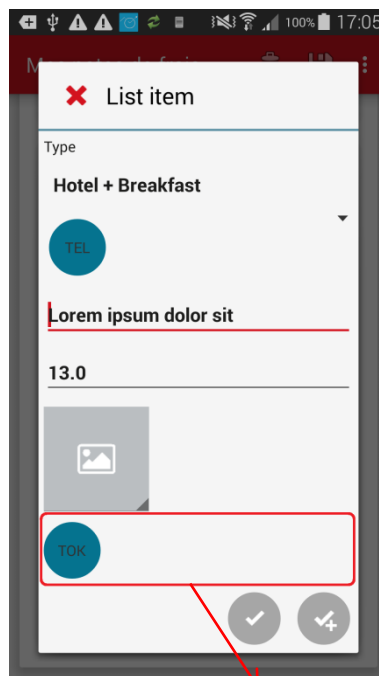 100% 17:05
List item
Type
Hotel + Breakfast
TEL
Lorem ipsum dolor sit
13.0
TOK